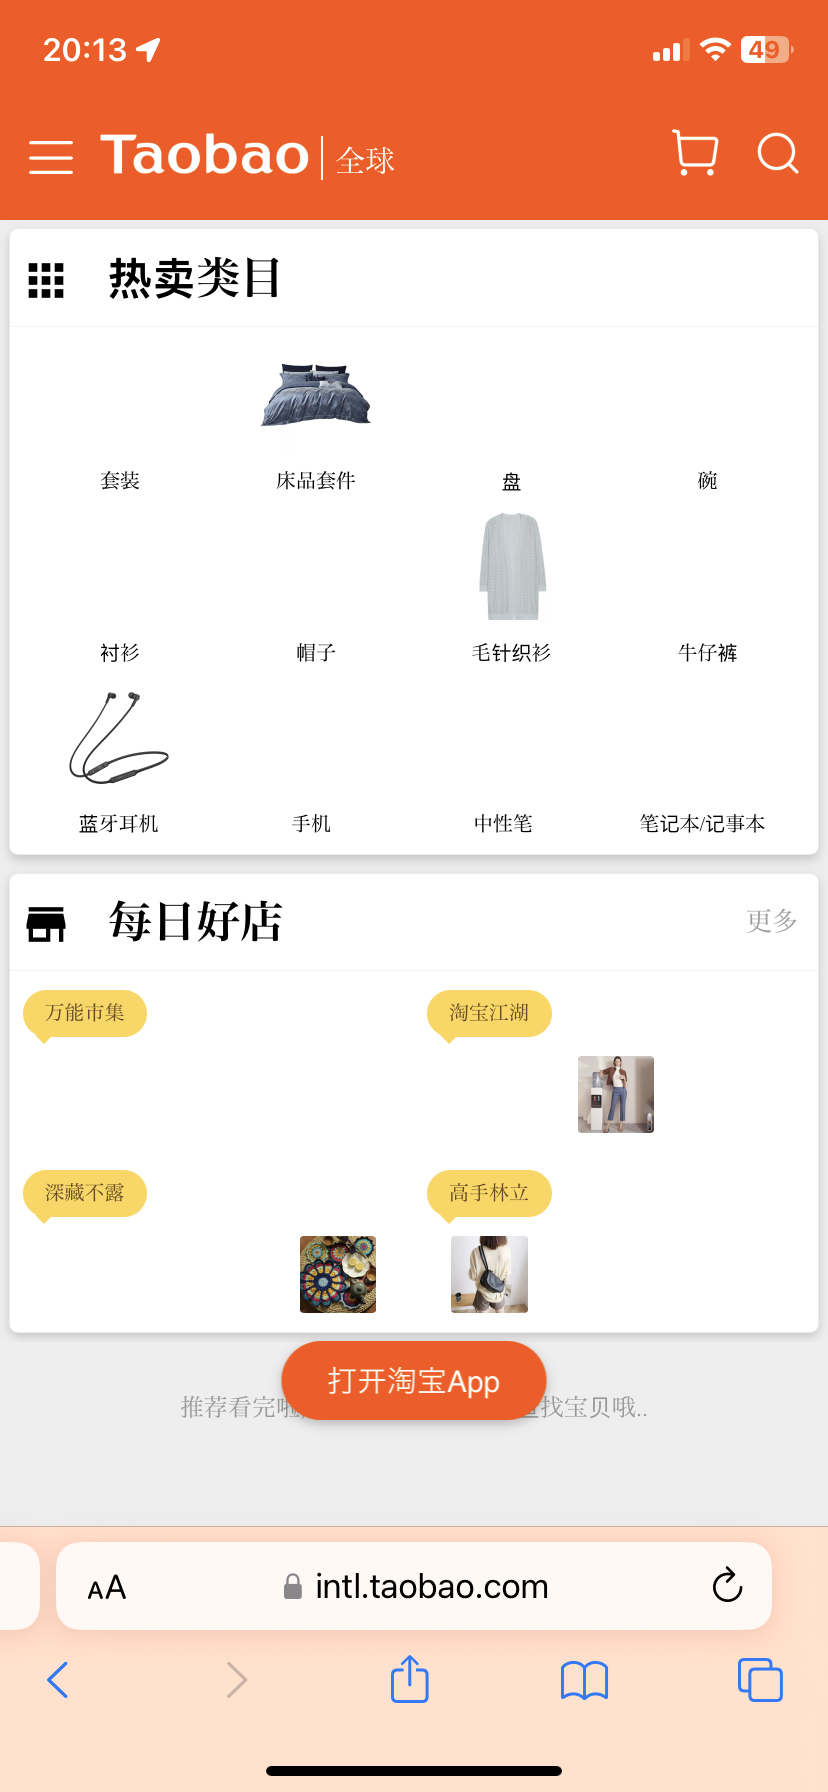 20:13
49
Taobao 全球
热卖类目
套装 床品套件 盘 碗
衬衫 帽子 毛针织衫 牛仔裤
蓝牙耳机 手机 中性笔 笔记本/记事本
每日好店 更多
万能市集 淘宝江湖
深藏不露 高手林立
打开淘宝App
推荐看完啦 找宝贝哦..
AA intl.taobao.com